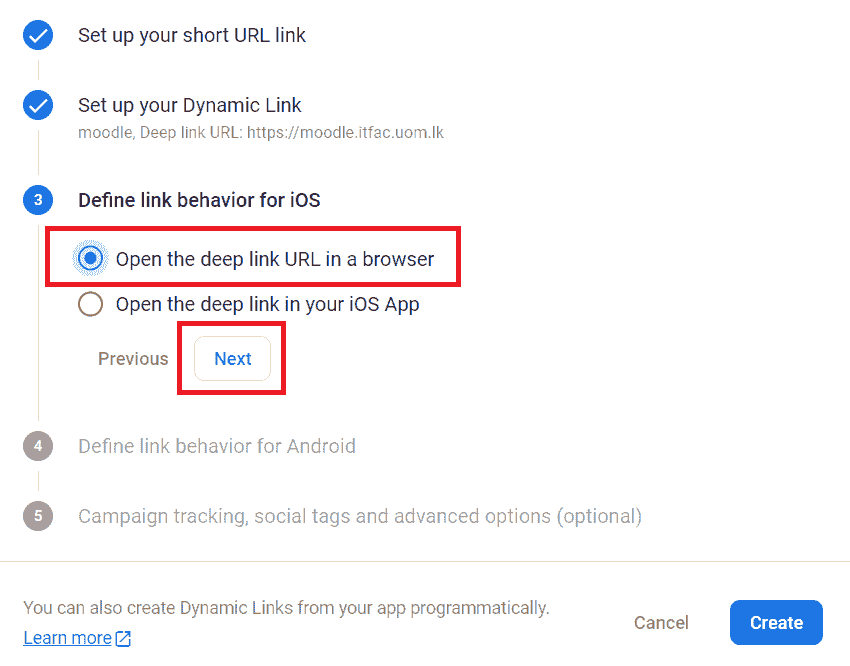 Set up your short URL link
Set up your Dynamic Link
moodle, Deep link URL: https://moodle.itfac.uom.lk
3 Define link behavior for iOS
Open the deep link URL in a browser
Open the deep link in your iOS App
Previous Next
4 Define link behavior for Android
5 Campaign tracking, social tags and advanced options (optional)
You can also create Dynamic Links from your app programmatically.
Learn more
Cancel Create